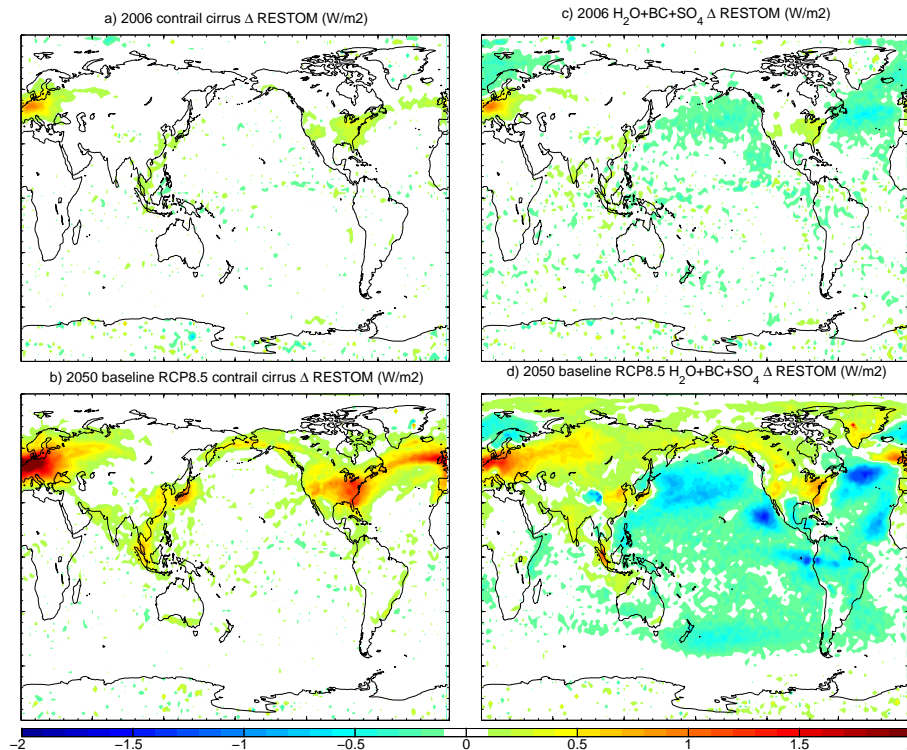 a) 2006 contrail cirrus Δ RESTOM (W/m2)
c) 2006 H₂O+BC+SO₄ Δ RESTOM (W/m2)
b) 2050 baseline RCP8.5 contrail cirrus Δ RESTOM (W/m2)
d) 2050 baseline RCP8.5 H₂O+BC+SO₄ Δ RESTOM (W/m2)
−2 −1.5 −1 −0.5 0 0.5 1 1.5